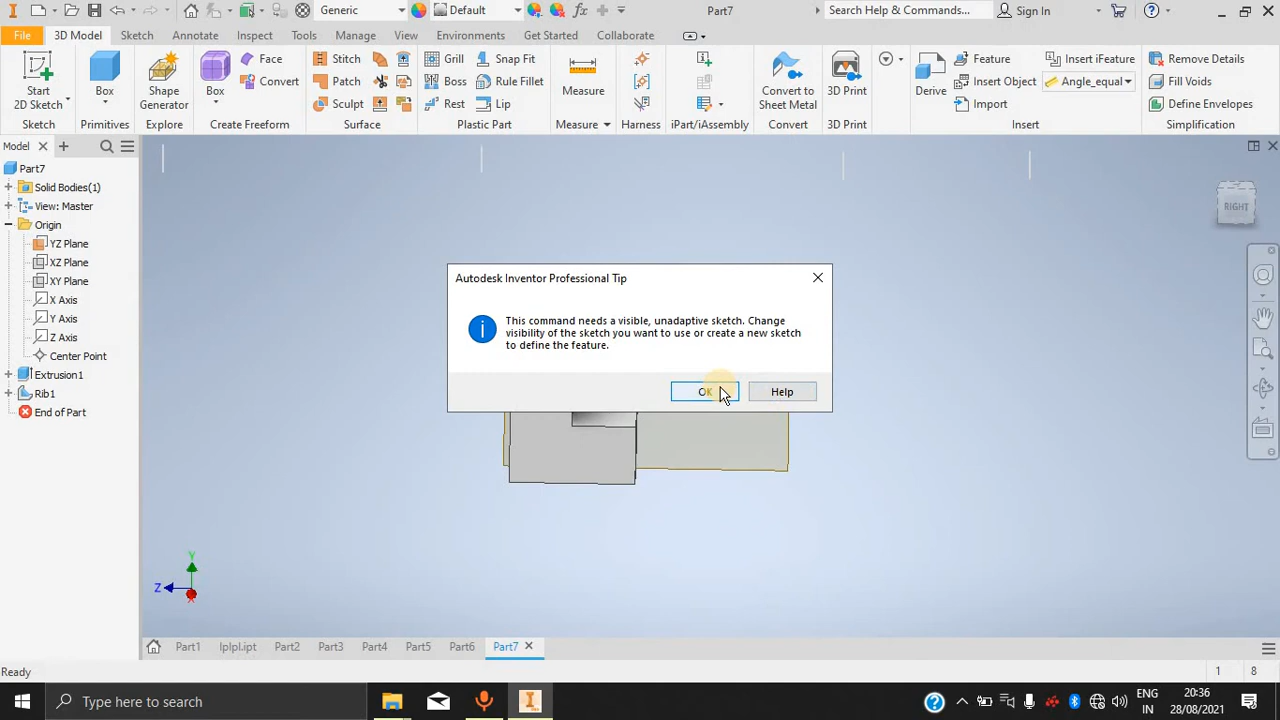 Generic
Default
Part7
Search Help & Commands...
Sign In
File
3D Model
Sketch
Annotate
Inspect
Tools
Manage
View
Environments
Get Started
Collaborate
Start
2D Sketch
Sketch
Box
Primitives
Shape
Generator
Explore
Box
Face
Convert
Create Freeform
Stitch
Patch
Sculpt
Surface
Grill
Boss
Rest
Snap Fit
Rule Fillet
Lip
Plastic Part
Measure
Measure
Harness
iPart/iAssembly
Convert to
Sheet Metal
Convert
3D Print
3D Print
Derive
Feature
Insert Object
Import
Insert iFeature
Angle_equal
Insert
Remove Details
Fill Voids
Define Envelopes
Simplification
Model
Part7
Solid Bodies(1)
View: Master
Origin
YZ Plane
XZ Plane
XY Plane
X Axis
Y Axis
Z Axis
Center Point
Extrusion1
Rib1
End of Part
RIGHT
Autodesk Inventor Professional Tip
This command needs a visible, unadaptive sketch. Change
visibility of the sketch you want to use or create a new sketch
to define the feature.
OK
Help
Y
Z
X
Part1
lplpl.ipt
Part2
Part3
Part4
Part5
Part6
Part7
Ready
1
8
Type here to search
ENG
IN
20:36
28/08/2021